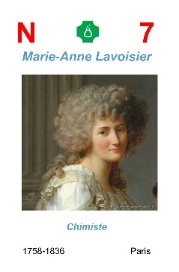 N 7
Marie-Anne Lavoisier
Chimiste
1758-1836 Paris